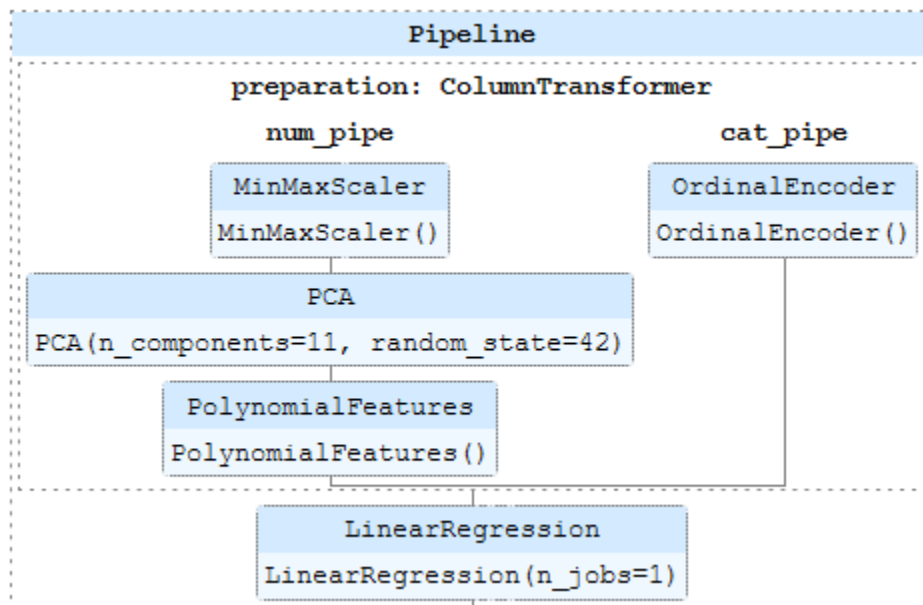 Pipeline
preparation: ColumnTransformer
num_pipe
cat_pipe
MinMaxScaler
MinMaxScaler()
OrdinalEncoder
OrdinalEncoder()
PCA
PCA(n_components=11, random_state=42)
PolynomialFeatures
PolynomialFeatures()
LinearRegression
LinearRegression(n_jobs=1)